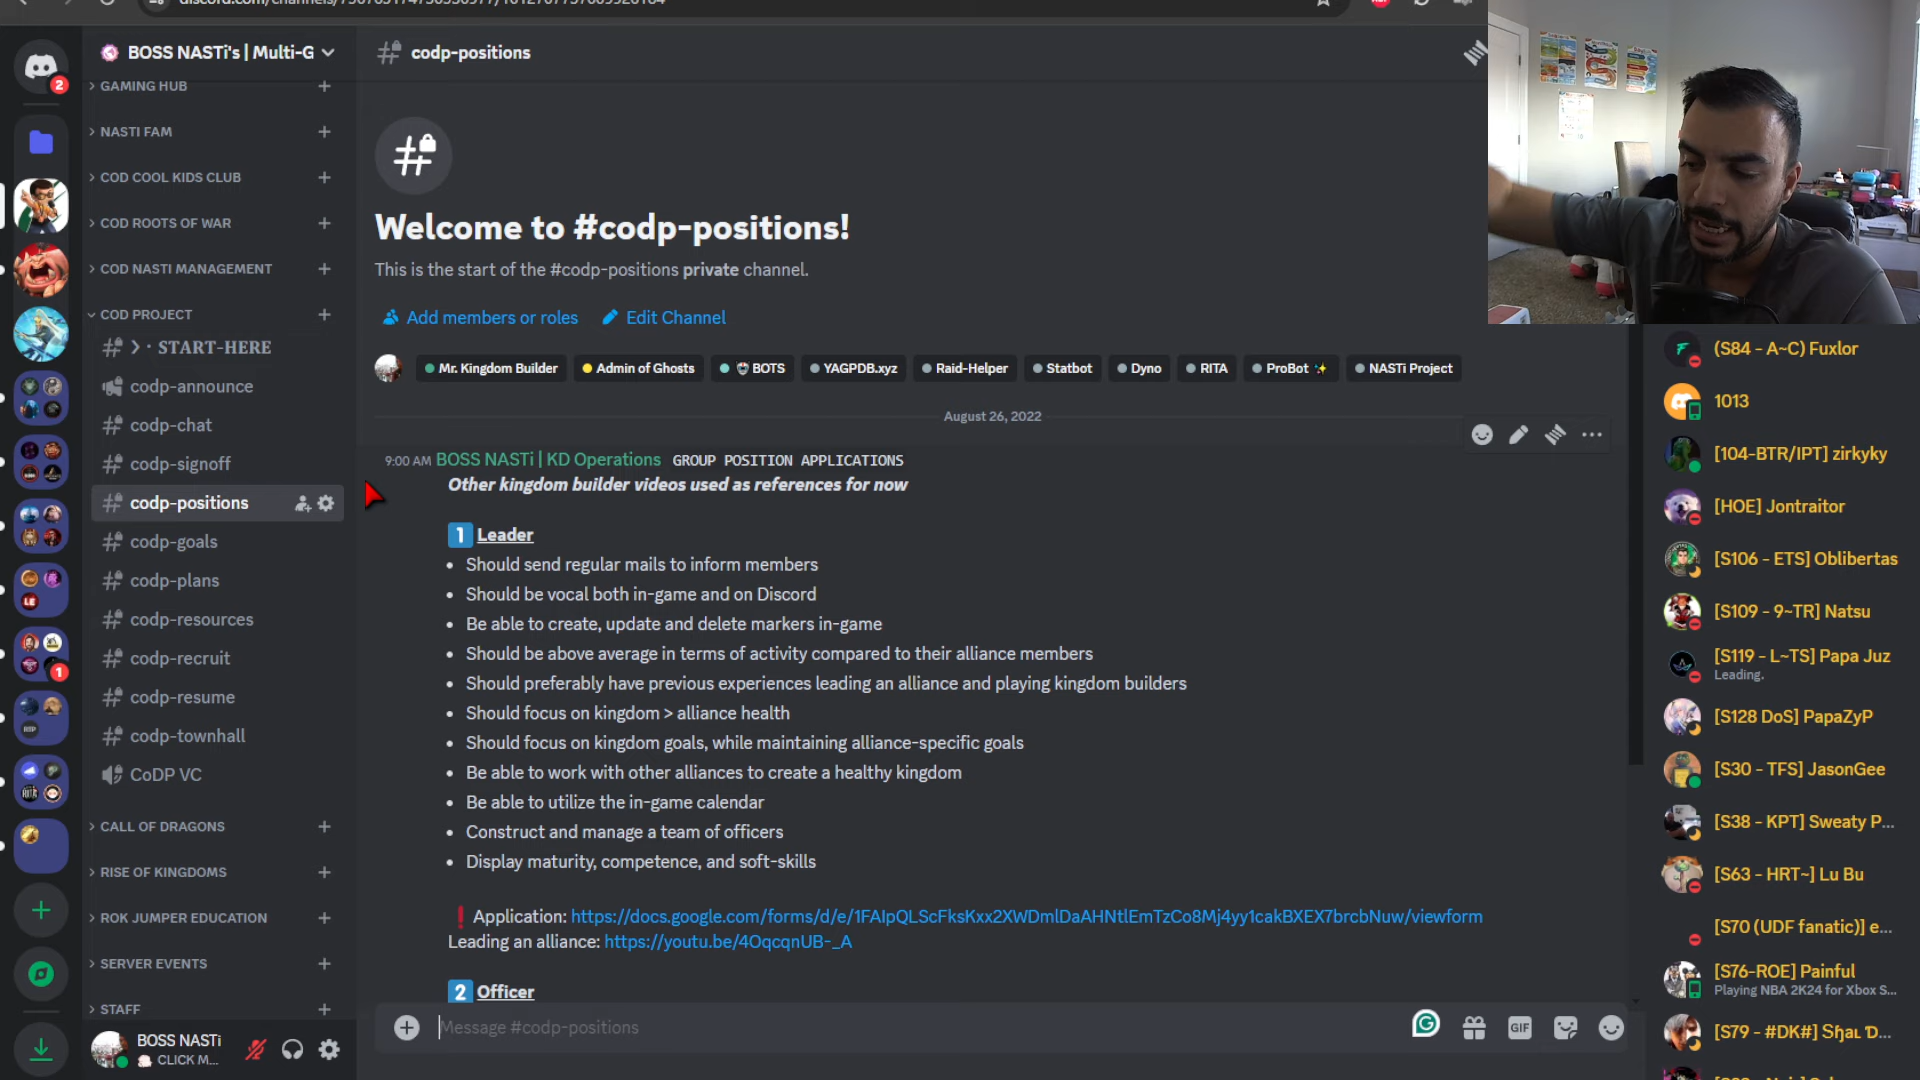 BOSS NASTi's | Multi-G
GAMING HUB
NASTI FAM
COD COOL KIDS CLUB
COD ROOTS OF WAR
COD NASTI MANAGEMENT
COD PROJECT
START-HERE
codp-announce
codp-chat
codp-signoff
codp-positions
codp-goals
codp-plans
codp-resources
codp-recruit
codp-resume
codp-townhall
CoDP VC
CALL OF DRAGONS
RISE OF KINGDOMS
ROK JUMPER EDUCATION
SERVER EVENTS
STAFF
BOSS NASTi
CLICK M...
2
1
LE
codp-positions
Welcome to #codp-positions!
This is the start of the #codp-positions private channel.
Add members or roles
Edit Channel
Mr. Kingdom Builder
Admin of Ghosts
BOTS
YAGPDB.xyz
Raid-Helper
Statbot
Dyno
RITA
ProBot
NASTi Project
August 26, 2022
9:00 AM BOSS NASTi | KD Operations GROUP POSITION APPLICATIONS
Other kingdom builder videos used as references for now
1 Leader
• Should send regular mails to inform members
• Should be vocal both in-game and on Discord
• Be able to create, update and delete markers in-game
• Should be above average in terms of activity compared to their alliance members
• Should preferably have previous experiences leading an alliance and playing kingdom builders
• Should focus on kingdom > alliance health
• Should focus on kingdom goals, while maintaining alliance-specific goals
• Be able to work with other alliances to create a healthy kingdom
• Be able to utilize the in-game calendar
• Construct and manage a team of officers
• Display maturity, competence, and soft-skills
❗ Application: https://docs.google.com/forms/d/e/1FAIpQLScFksKxx2XWDmlDaAHNtlEmTzCo8Mj4yy1cakBXEX7brcbNuw/viewform
Leading an alliance: https://youtu.be/4OqcqnUB-_A
2 Officer
Message #codp-positions
GIF
(S84 - A~C) Fuxlor
1013
[104-BTR/IPT] zirkyky
[HOE] Jontraitor
[S106 - ETS] Oblibertas
[S109 - 9~TR] Natsu
[S119 - L~TS] Papa Juz
Leading.
[S128 DoS] PapaZyP
[S30 - TFS] JasonGee
[S38 - KPT] Sweaty P...
[S63 - HRT~] Lu Bu
[S70 (UDF fanatic)] e...
[S76-ROE] Painful
Playing NBA 2K24 for Xbox S...